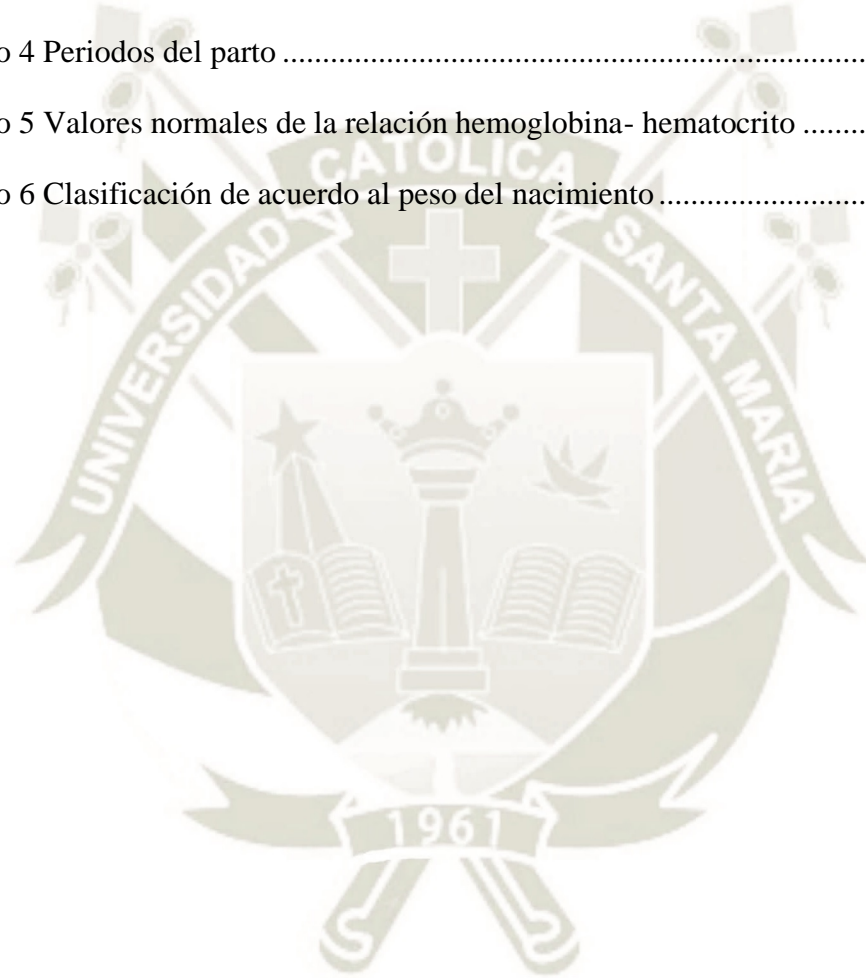 o 4 Periodos del parto ........................................................................
o 5 Valores normales de la relación hemoglobina- hematocrito ........
o 6 Clasificación de acuerdo al peso del nacimiento .........................
CATOLICA
UNIVERSIDAD
SANTA MARIA
1961